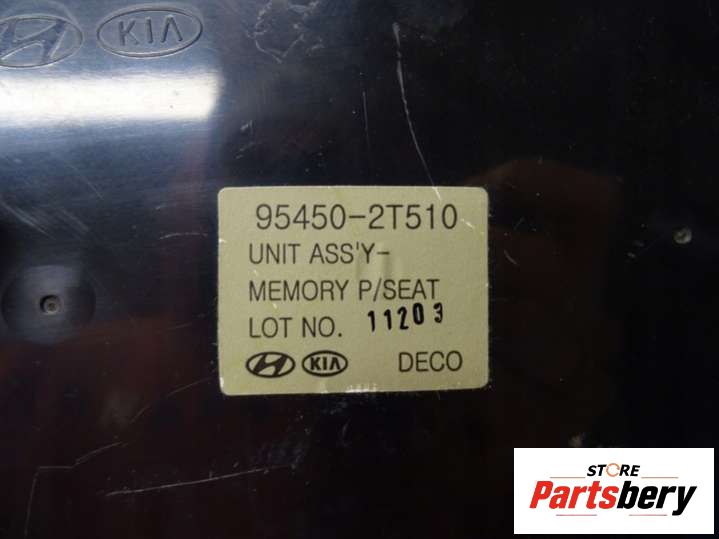 KIA
95450-2T510
UNIT ASS'Y-
MEMORY P/SEAT
LOT NO. 11203
KIA DECO
STORE
Partsbery